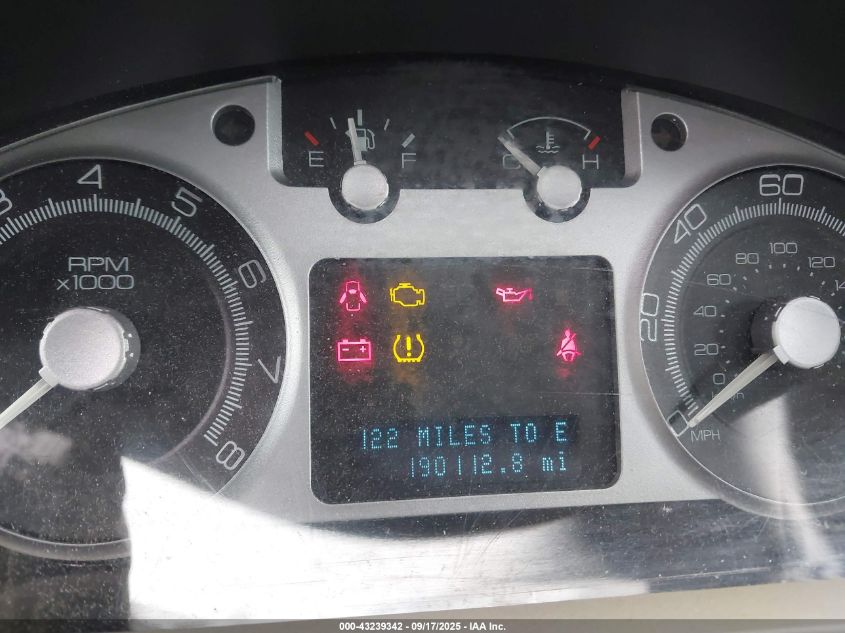 E F
C H
3 4 5 6 7 8
RPM
x1000
0 20 40 60
0 20 40 60 80 100 120
MPH
122 MILES TO E
190112.8 mi
000-43239342 - 09/17/2025 - IAA Inc.